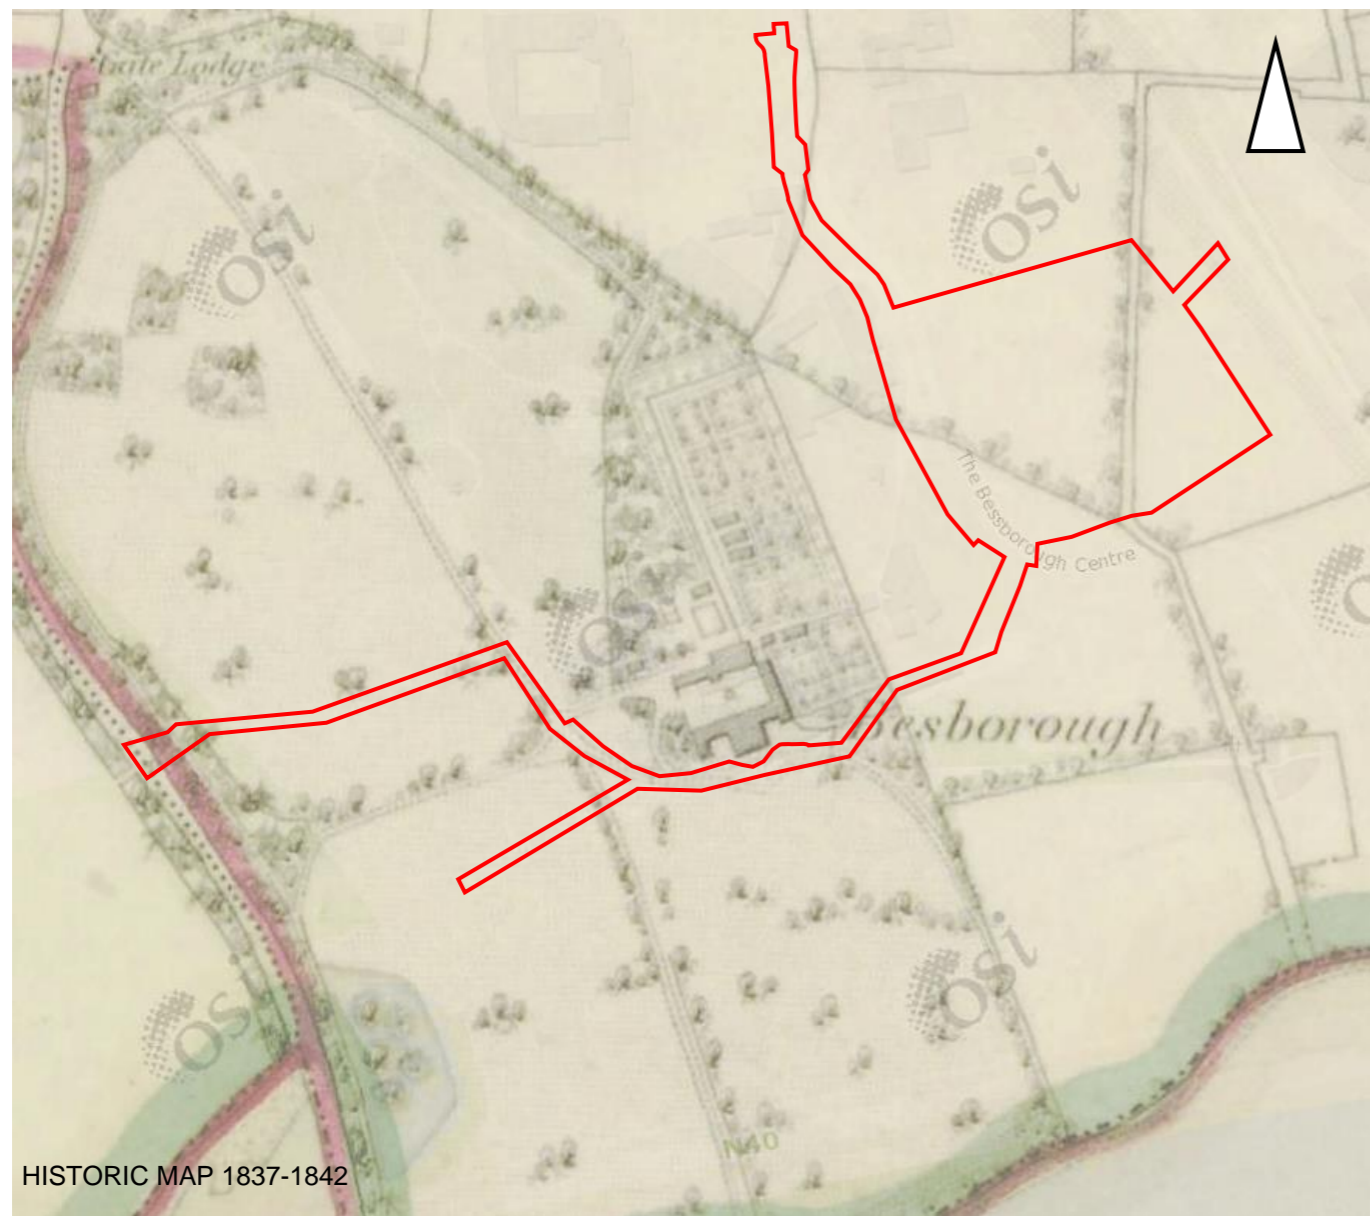 Gate Lodge
osi
osi
The Bessborough Centre
osi
osi
Besborough
osi
osi
N40
HISTORIC MAP 1837-1842